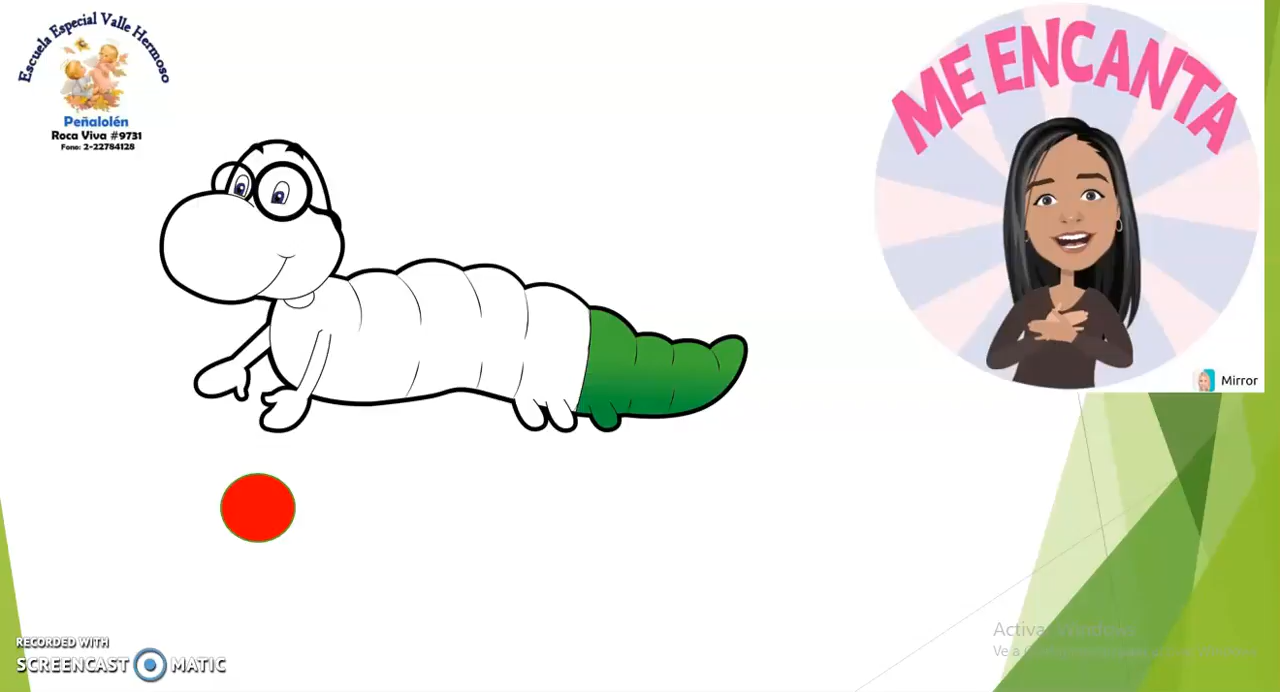 Escuela Especial Valle Hermoso
Peñalolén
Roca Viva #9731
Fono: 2-22784128
ME ENCANTA
Mirror
RECORDED WITH
SCREENCAST MATIC
Activar Windows
Ve a